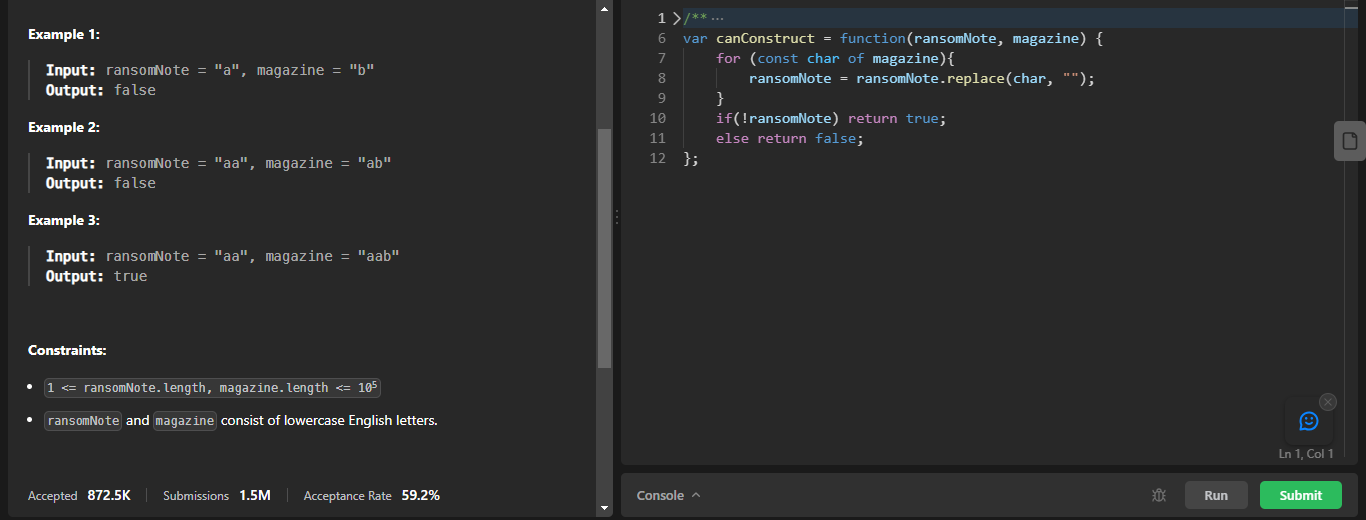 Example 1:
Input: ransomNote = "a", magazine = "b"
Output: false
Example 2:
Input: ransomNote = "aa", magazine = "ab"
Output: false
Example 3:
Input: ransomNote = "aa", magazine = "aab"
Output: true
Constraints:
• 1 <= ransomNote.length, magazine.length <= 10⁵
• ransomNote and magazine consist of lowercase English letters.
Accepted 872.5K Submissions 1.5M Acceptance Rate 59.2%
1 /** ···
6 var canConstruct = function(ransomNote, magazine) {
7     for (const char of magazine){
8         ransomNote = ransomNote.replace(char, "");
9     }
10     if(!ransomNote) return true;
11     else return false;
12 };
Ln 1, Col 1
Console
Run
Submit